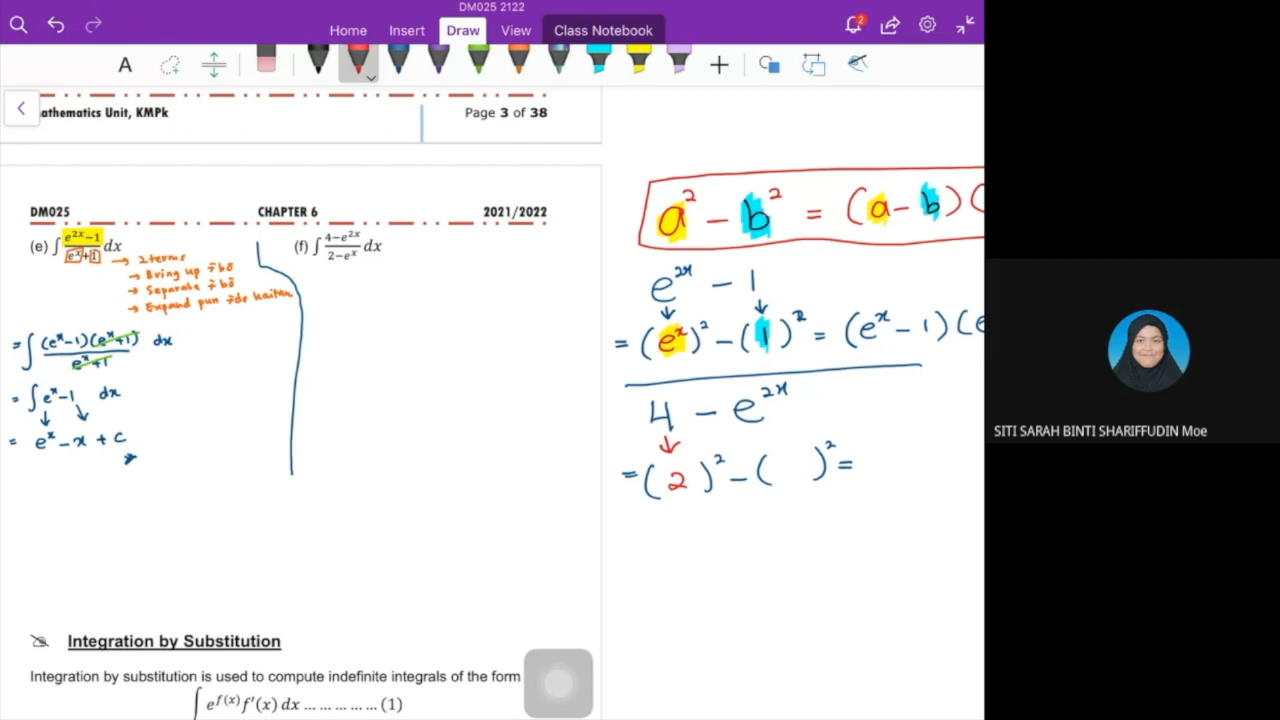 DM025 2122
Home Insert Draw View Class Notebook
2
A
athematics Unit, KMPk Page 3 of 38
DM025 CHAPTER 6 2021/2022
(e) ∫ (e^{2x}−1)/(e^x+1) dx
→ 2 terms
→ Bring up
→ Separate
→ Expand pun kaitan
= ∫ (e^x−1)(e^x+1)/(e^x+1) dx
= ∫ e^x−1 dx
= e^x − x + c
(f) ∫ (4−e^{2x})/(2−e^x) dx
Integration by Substitution
Integration by substitution is used to compute indefinite integrals of the form
∫ e^{f(x)} f′(x) dx … … … … … (1)
a² − b² = (a − b)(
e^{2x} − 1
= (e^x)² − (1)² = (e^x − 1)(e
4 − e^{2x}
= (2)² − ( )² =
SITI SARAH BINTI SHARIFFUDIN Moe